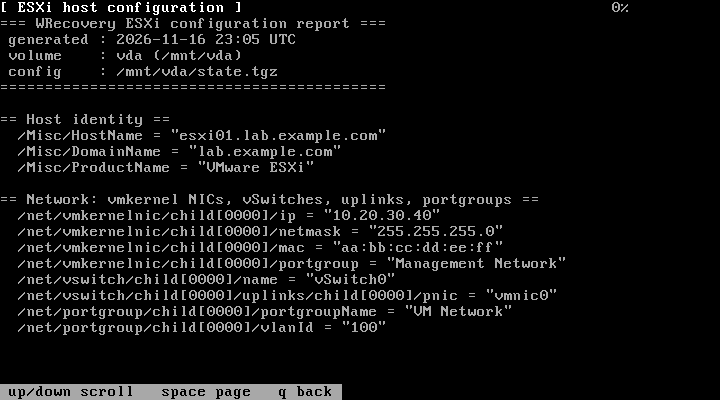 [ ESXi host configuration ] 0%
=== WRecovery ESXi configuration report ===
generated : 2026-11-16 23:05 UTC
volume : vda (/mnt/vda)
config : /mnt/vda/state.tgz
===========================================
== Host identity ==
/Misc/HostName = "esxi01.lab.example.com"
/Misc/DomainName = "lab.example.com"
/Misc/ProductName = "VMware ESXi"
== Network: vmkernel NICs, vSwitches, uplinks, portgroups ==
/net/vmkernelnic/child[0000]/ip = "10.20.30.40"
/net/vmkernelnic/child[0000]/netmask = "255.255.255.0"
/net/vmkernelnic/child[0000]/mac = "aa:bb:cc:dd:ee:ff"
/net/vmkernelnic/child[0000]/portgroup = "Management Network"
/net/vswitch/child[0000]/name = "vSwitch0"
/net/vswitch/child[0000]/uplinks/child[0000]/pnic = "vmnic0"
/net/portgroup/child[0000]/portgroupName = "VM Network"
/net/portgroup/child[0000]/vlanId = "100"
up/down scroll space page q back